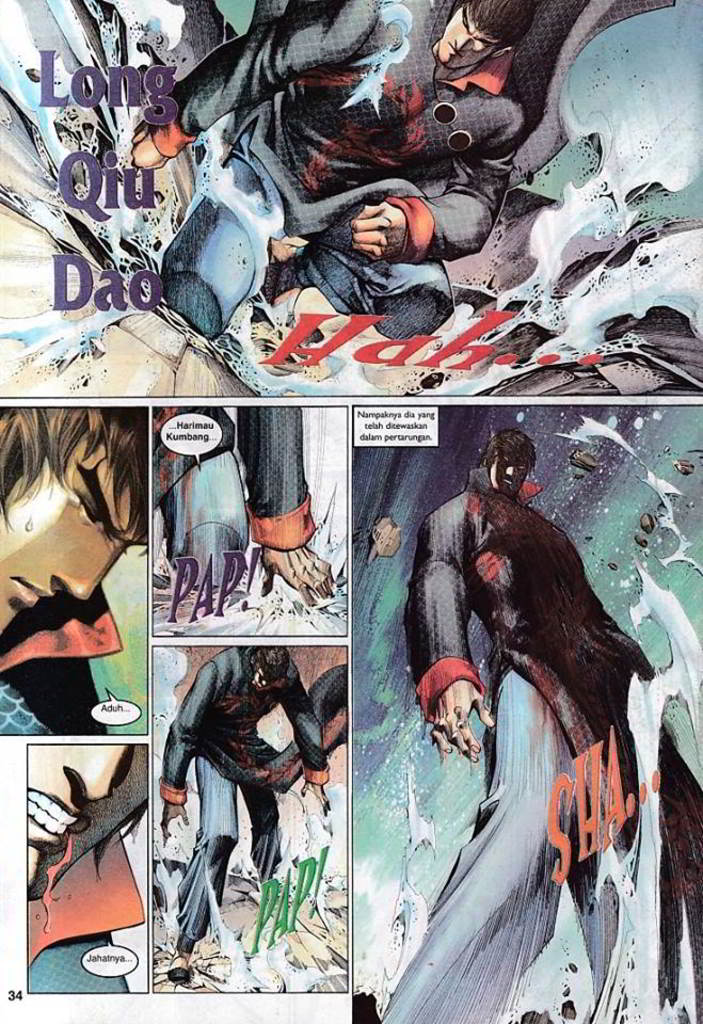 Long
Qiu
Dao
Hah...
...Harimau
Kumbang...
PAP!
Nampaknya dia yang
telah ditewaskan
dalam pertarungan.
Aduh...
PAP!
SHA...
Jahatnya...
34